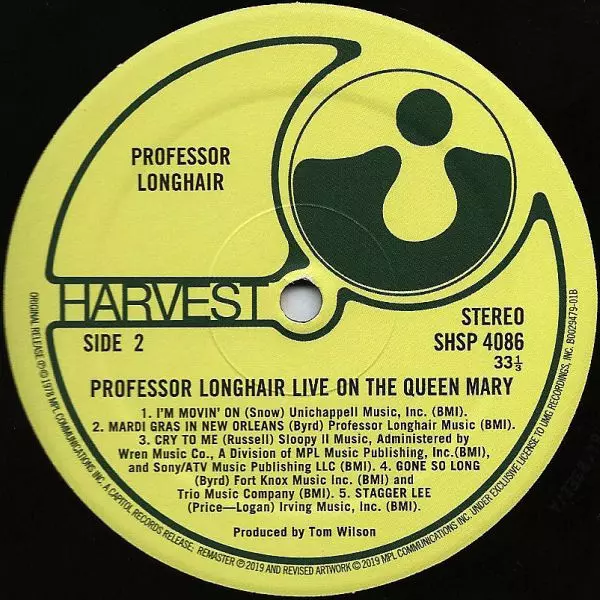 PROFESSOR
LONGHAIR
HARVEST
SIDE 2
STEREO
SHSP 4086
33⅓
PROFESSOR LONGHAIR LIVE ON THE QUEEN MARY
1. I'M MOVIN' ON (Snow) Unichappell Music, Inc. (BMI).
2. MARDI GRAS IN NEW ORLEANS (Byrd) Professor Longhair Music (BMI).
3. CRY TO ME (Russell) Sloopy II Music, Administered by
Wren Music Co., A Division of MPL Music Publishing, Inc.(BMI),
and Sony/ATV Music Publishing LLC (BMI). 4. GONE SO LONG
(Byrd) Fort Knox Music Inc. (BMI) and
Trio Music Company (BMI). 5. STAGGER LEE
(Price—Logan) Irving Music, Inc. (BMI).
Produced by Tom Wilson
ORIGINAL RELEASE ℗©1978 MPL COMMUNICATIONS INC. A CAPITOL RECORDS RELEASE; REMASTER ℗2019 AND REVISED ARTWORK ©2019 MPL COMMUNICATIONS INC. UNDER EXCLUSIVE LICENSE TO UMG RECORDINGS, INC. B0029479-01B